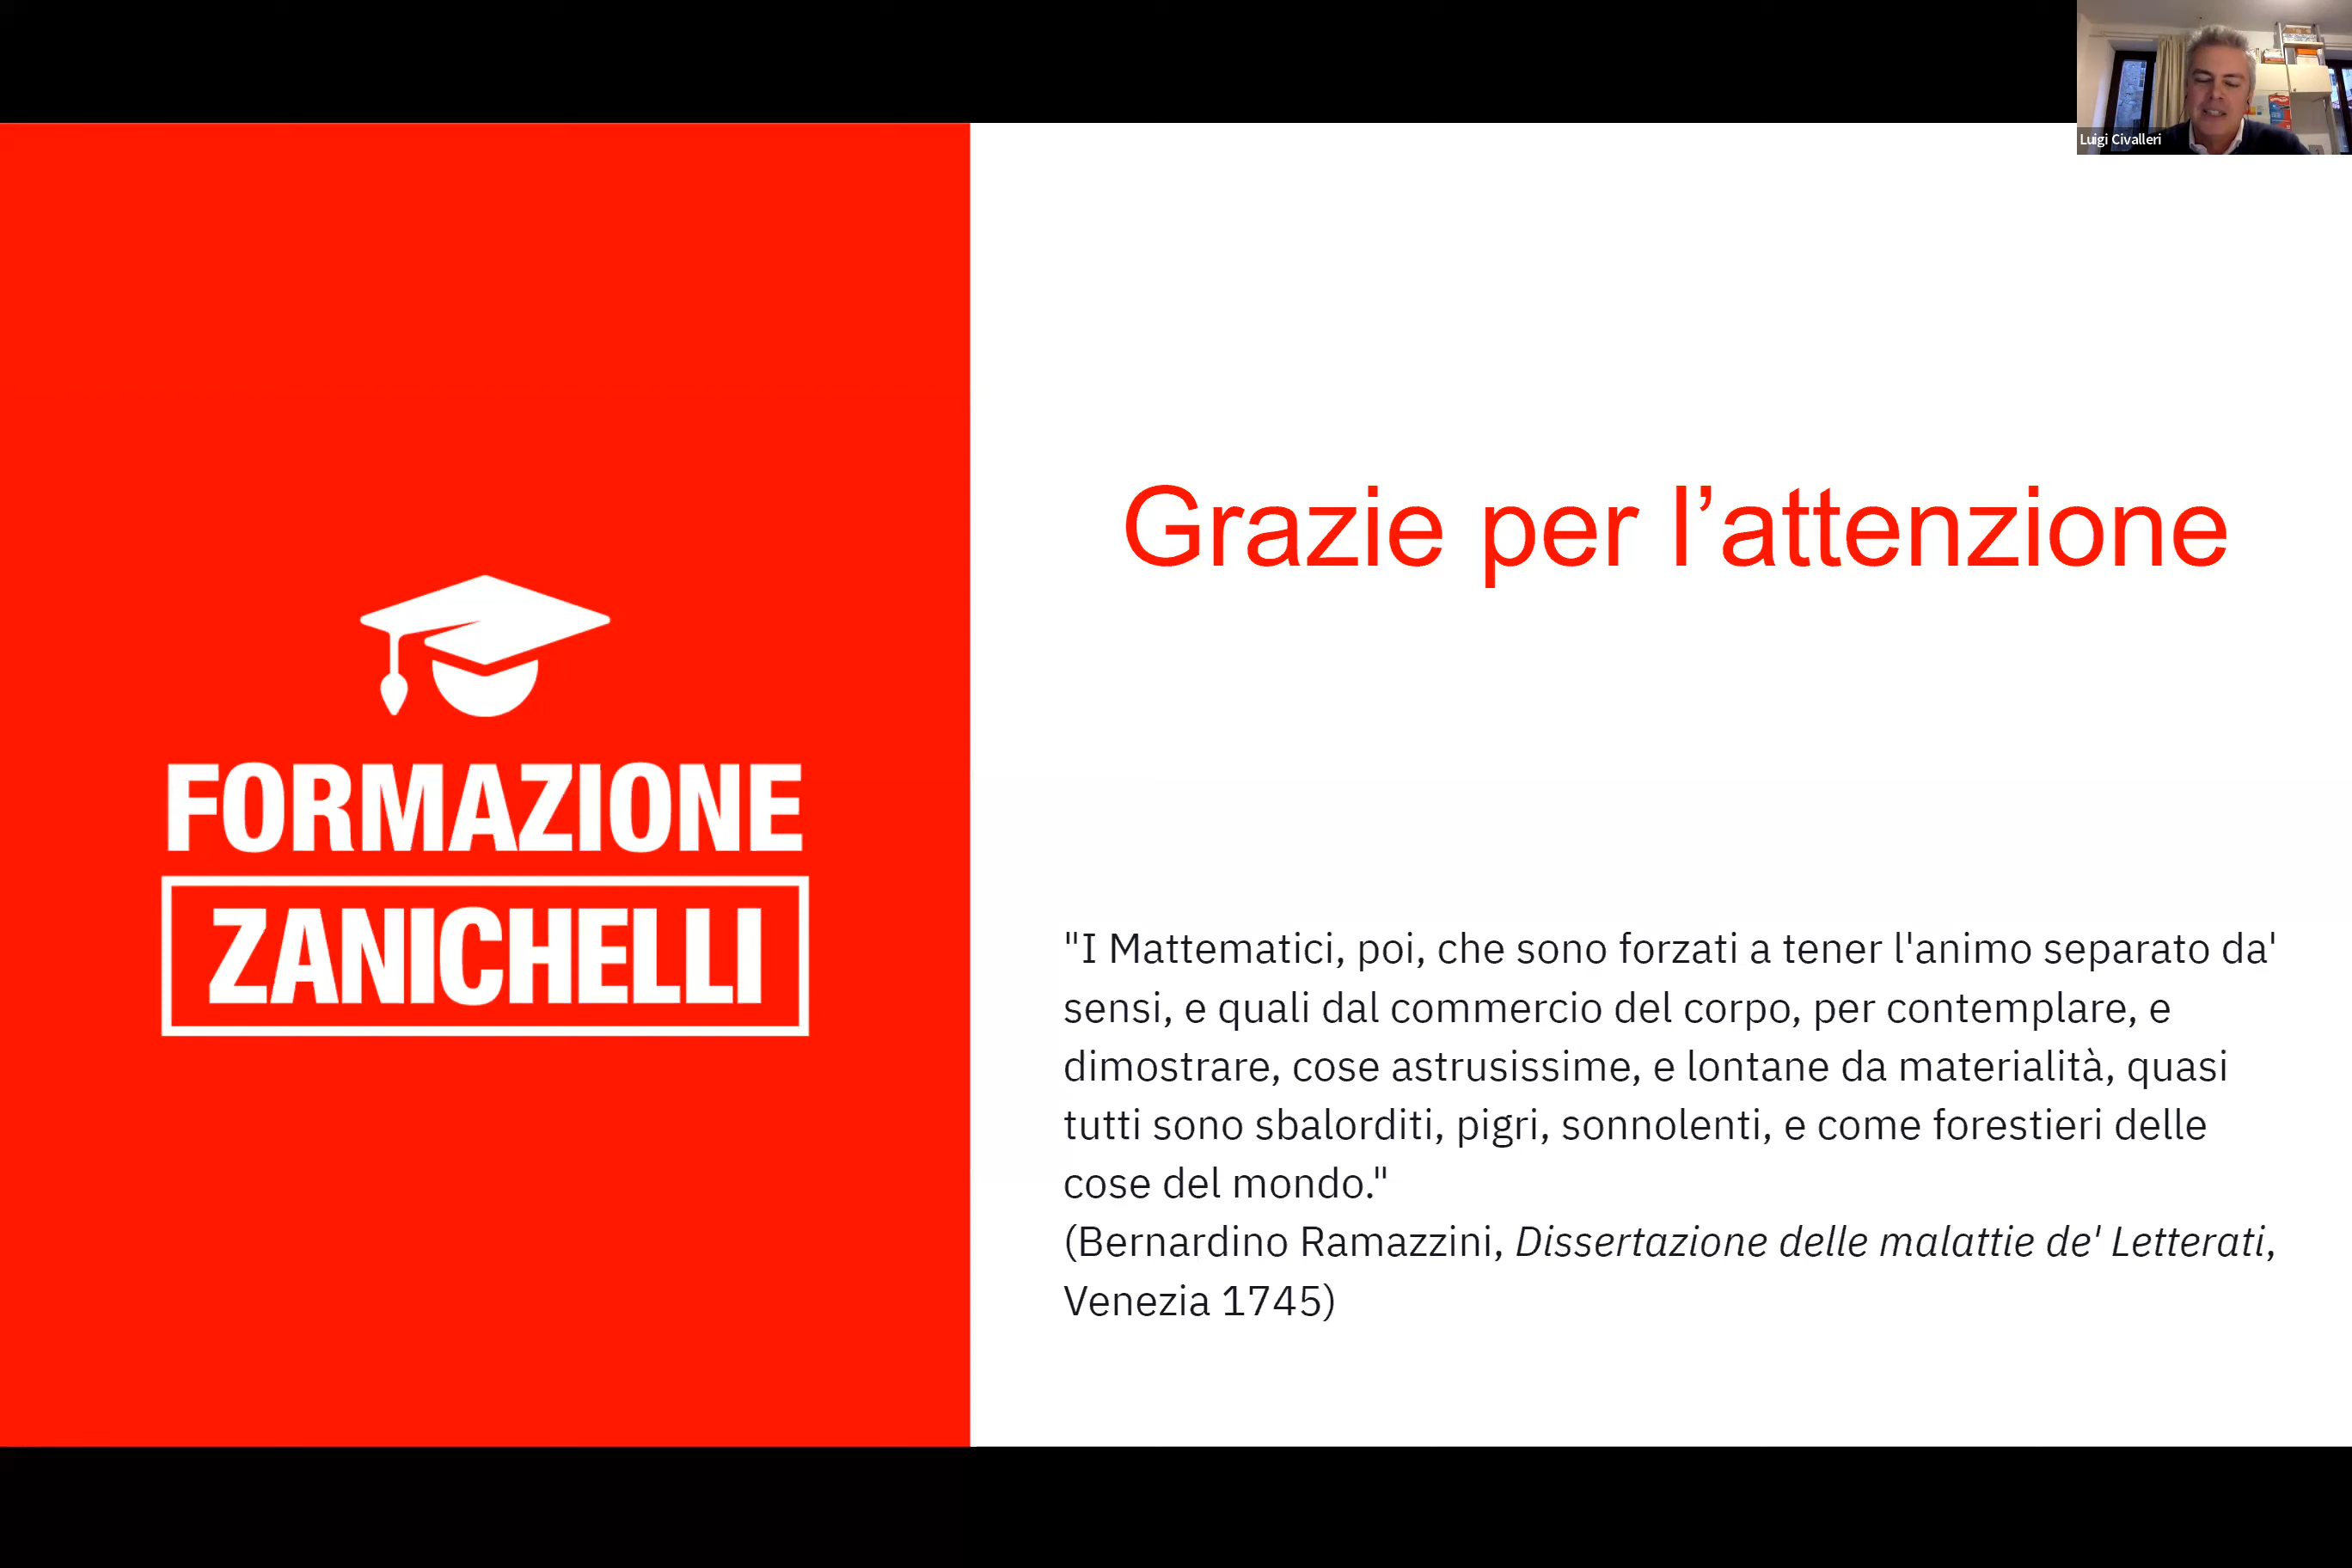 Luigi Civalleri
FORMAZIONE
ZANICHELLI
Grazie per l’attenzione
"I Mattematici, poi, che sono forzati a tener l'animo separato da'
sensi, e quali dal commercio del corpo, per contemplare, e
dimostrare, cose astrusissime, e lontane da materialità, quasi
tutti sono sbalorditi, pigri, sonnolenti, e come forestieri delle
cose del mondo."
(Bernardino Ramazzini, Dissertazione delle malattie de' Letterati,
Venezia 1745)